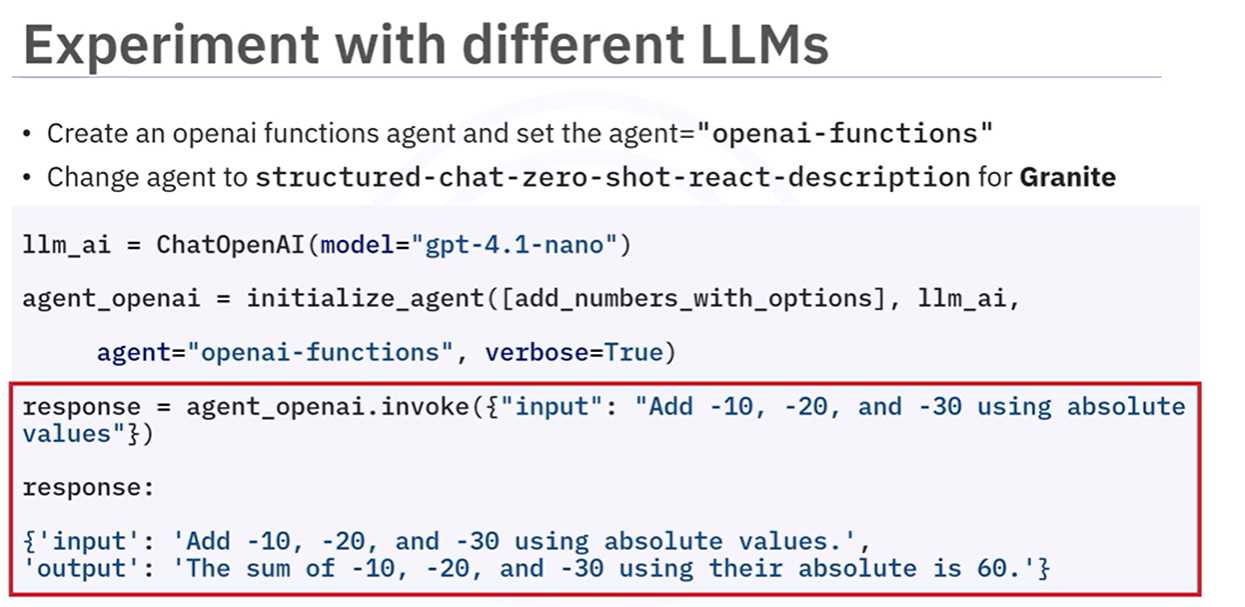 Experiment with different LLMs
• Create an openai functions agent and set the agent="openai-functions"
• Change agent to structured-chat-zero-shot-react-description for Granite
llm_ai = ChatOpenAI(model="gpt-4.1-nano")
agent_openai = initialize_agent([add_numbers_with_options], llm_ai,
agent="openai-functions", verbose=True)
response = agent_openai.invoke({"input": "Add -10, -20, and -30 using absolute
values"})
response:
{'input': 'Add -10, -20, and -30 using absolute values.',
'output': 'The sum of -10, -20, and -30 using their absolute is 60.'}